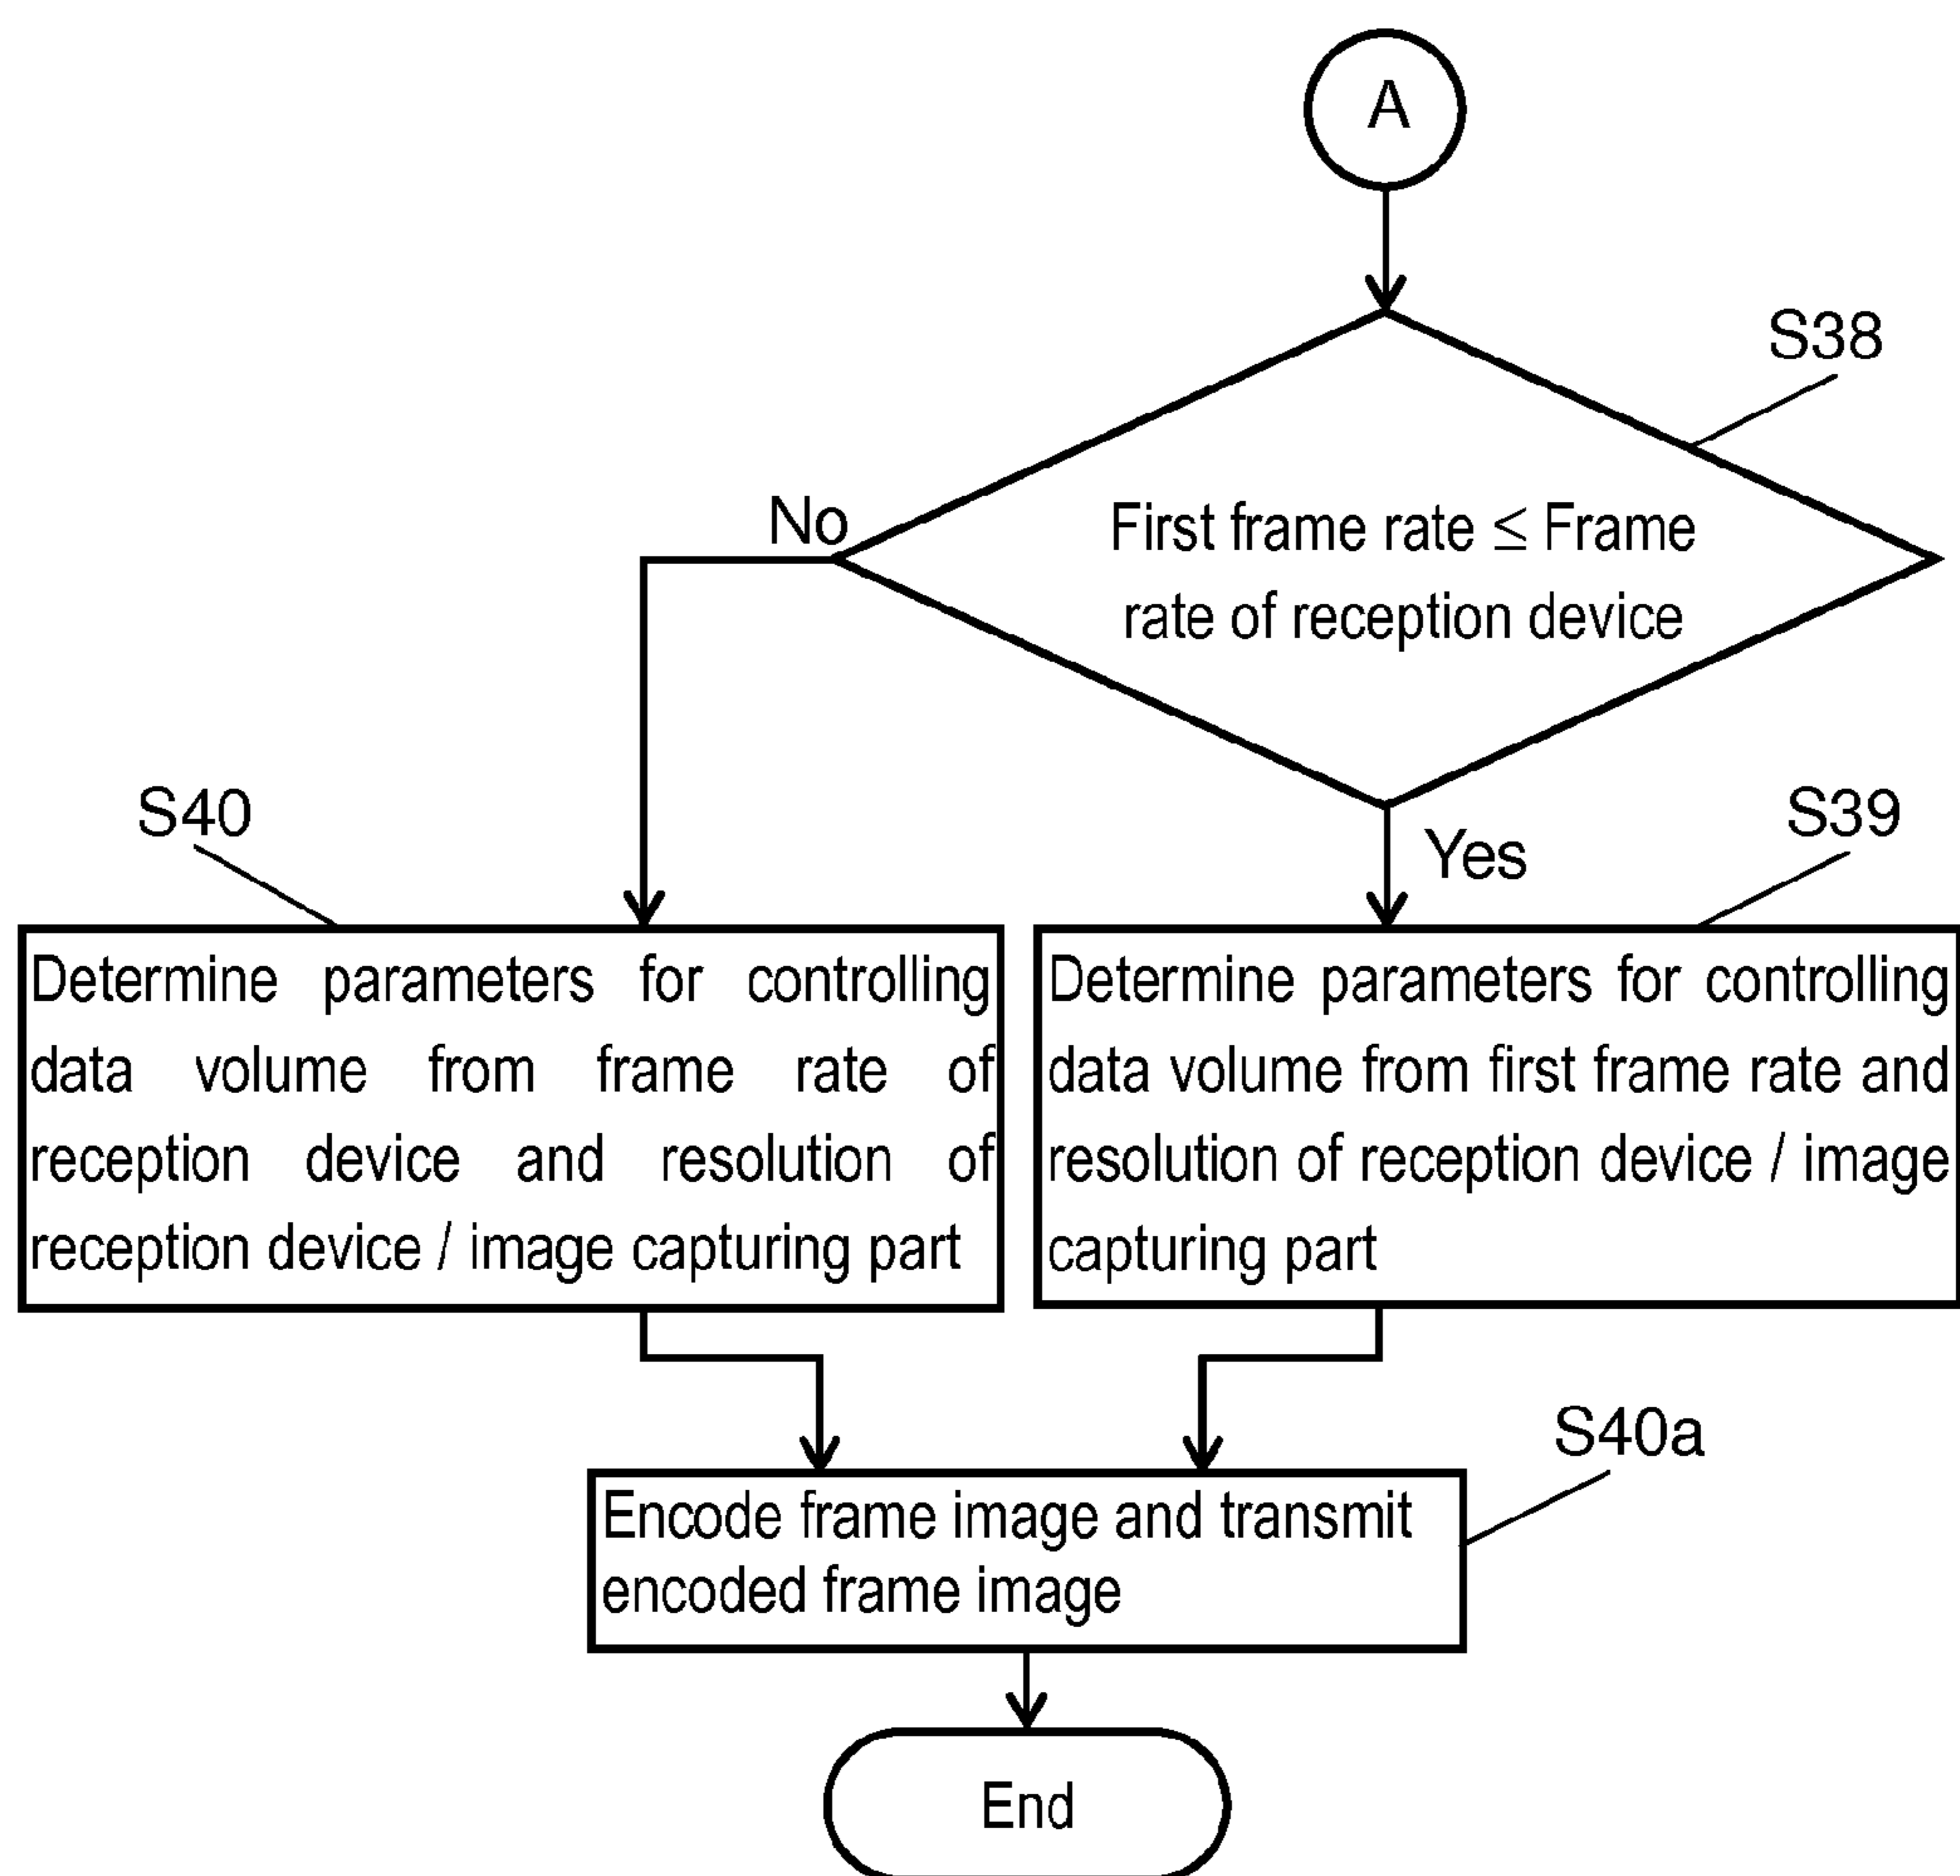 A
S38
No
First frame rate ≤ Frame
rate of reception device
Yes
S40
S39
Determine parameters for controlling
data volume from frame rate of
reception device and resolution of
reception device / image capturing part
Determine parameters for controlling
data volume from first frame rate and
resolution of reception device / image
capturing part
S40a
Encode frame image and transmit
encoded frame image
End